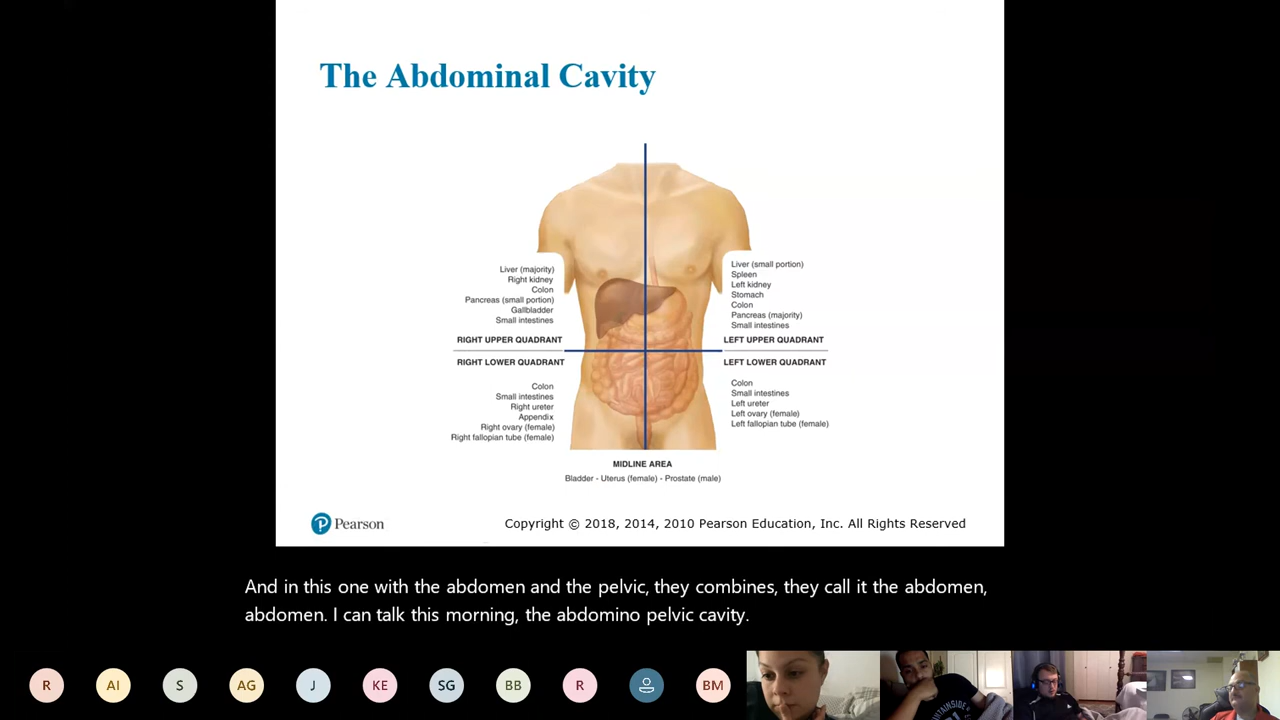 The Abdominal Cavity
Liver (majority)
Right kidney
Colon
Pancreas (small portion)
Gallbladder
Small intestines
RIGHT UPPER QUADRANT
Liver (small portion)
Spleen
Left kidney
Stomach
Colon
Pancreas (majority)
Small intestines
LEFT UPPER QUADRANT
RIGHT LOWER QUADRANT
Colon
Small intestines
Right ureter
Appendix
Right ovary (female)
Right fallopian tube (female)
LEFT LOWER QUADRANT
Colon
Small intestines
Left ureter
Left ovary (female)
Left fallopian tube (female)
MIDLINE AREA
Bladder - Uterus (female) - Prostate (male)
P Pearson
Copyright © 2018, 2014, 2010 Pearson Education, Inc. All Rights Reserved
And in this one with the abdomen and the pelvic, they combines, they call it the abdomen,
abdomen. I can talk this morning, the abdomino pelvic cavity.
R AI S AG J KE SG BB R BM